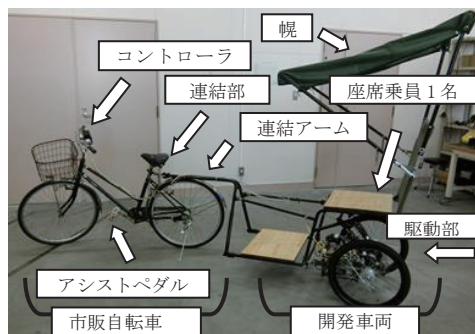 コントローラ
幌
連結部
座席乗員１名
連結アーム
駆動部
アシストペダル
市販自転車
開発車両